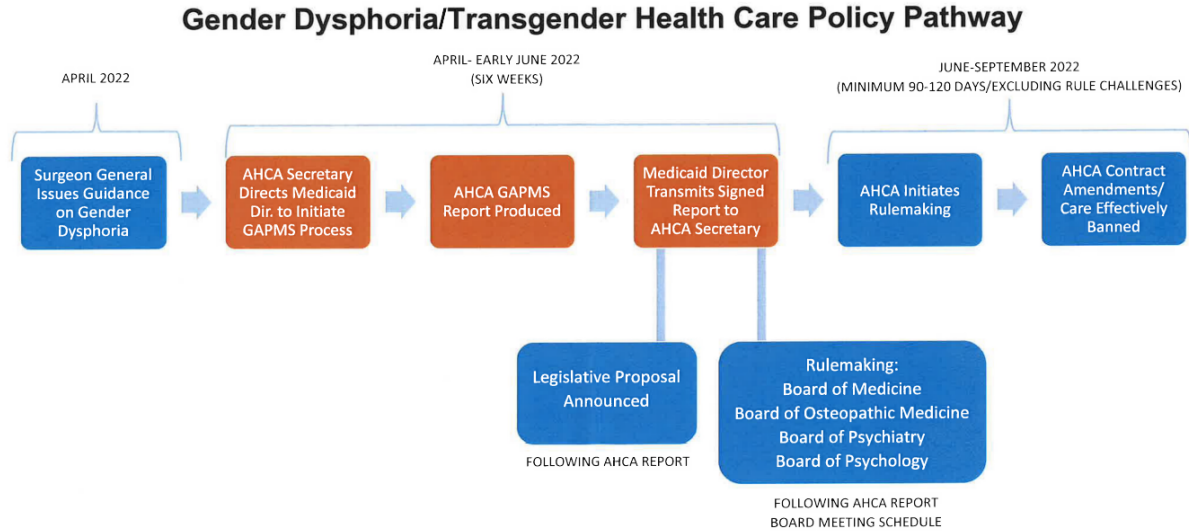 Gender Dysphoria/Transgender Health Care Policy Pathway
APRIL 2022
APRIL- EARLY JUNE 2022
(SIX WEEKS)
JUNE-SEPTEMBER 2022
(MINIMUM 90-120 DAYS/EXCLUDING RULE CHALLENGES)
Surgeon General
Issues Guidance
on Gender
Dysphoria
AHCA Secretary
Directs Medicaid
Dir. to Initiate
GAPMS Process
AHCA GAPMS
Report Produced
Medicaid Director
Transmits Signed
Report to
AHCA Secretary
AHCA Initiates
Rulemaking
AHCA Contract
Amendments/
Care Effectively
Banned
Legislative Proposal
Announced
FOLLOWING AHCA REPORT
Rulemaking:
Board of Medicine
Board of Osteopathic Medicine
Board of Psychiatry
Board of Psychology
FOLLOWING AHCA REPORT
BOARD MEETING SCHEDULE